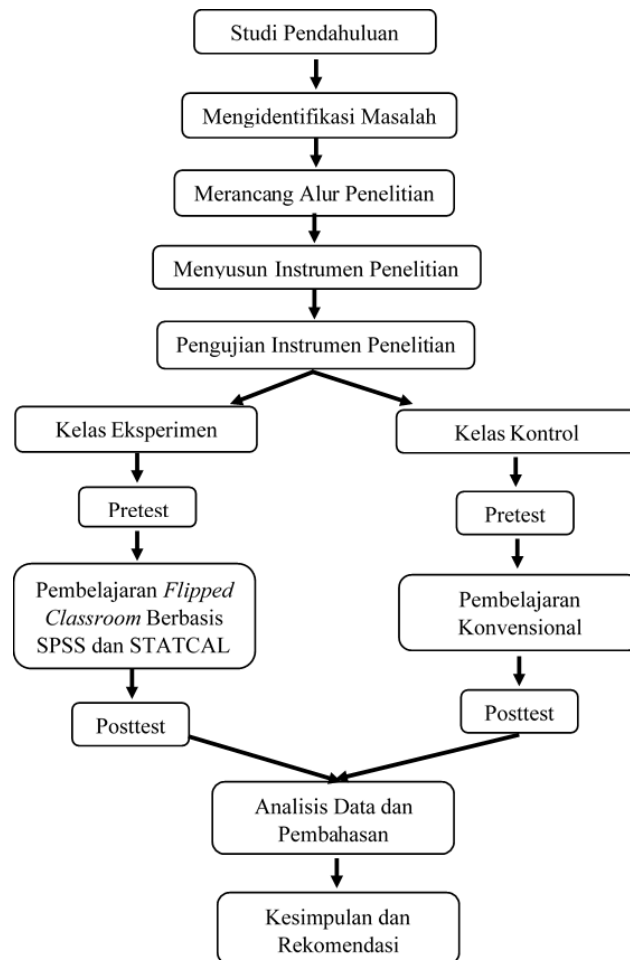 Studi Pendahuluan
Mengidentifikasi Masalah
Merancang Alur Penelitian
Menyusun Instrumen Penelitian
Pengujian Instrumen Penelitian
Kelas Eksperimen
Pretest
Pembelajaran Flipped
Classroom Berbasis
SPSS dan STATCAL
Posttest
Kelas Kontrol
Pretest
Pembelajaran
Konvensional
Posttest
Analisis Data dan
Pembahasan
Kesimpulan dan
Rekomendasi